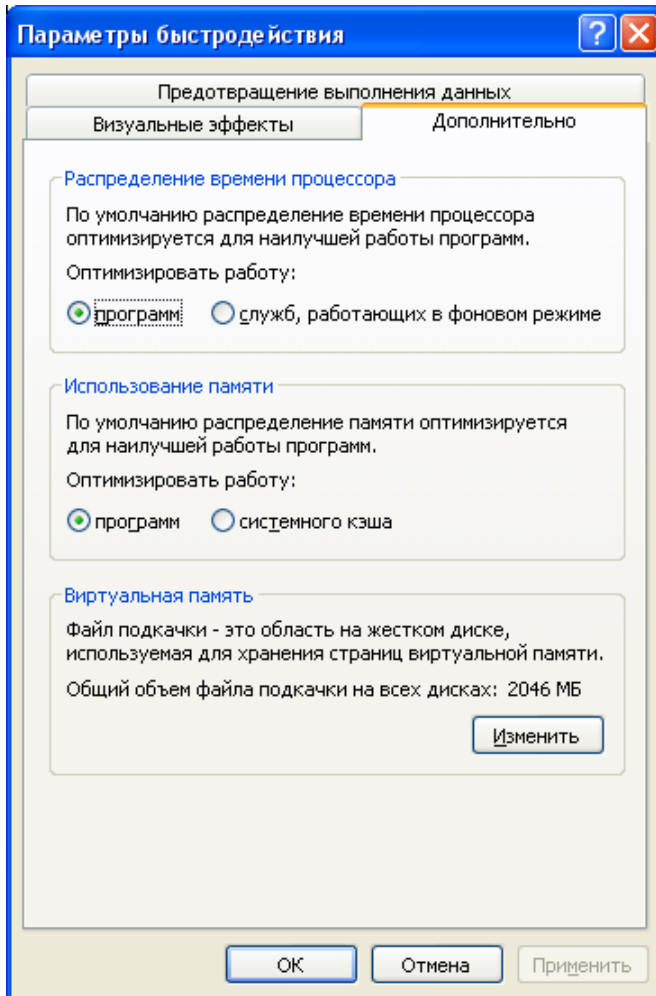 Параметры быстродействия
Предотвращение выполнения данных
Визуальные эффекты
Дополнительно
Распределение времени процессора
По умолчанию распределение времени процессора
оптимизируется для наилучшей работы программ.
Оптимизировать работу:
программ служб, работающих в фоновом режиме
Использование памяти
По умолчанию распределение памяти оптимизируется
для наилучшей работы программ.
Оптимизировать работу:
программ системного кэша
Виртуальная память
Файл подкачки - это область на жестком диске,
используемая для хранения страниц виртуальной памяти.
Общий объем файла подкачки на всех дисках: 2046 МБ
Изменить
ОК Отмена Применить